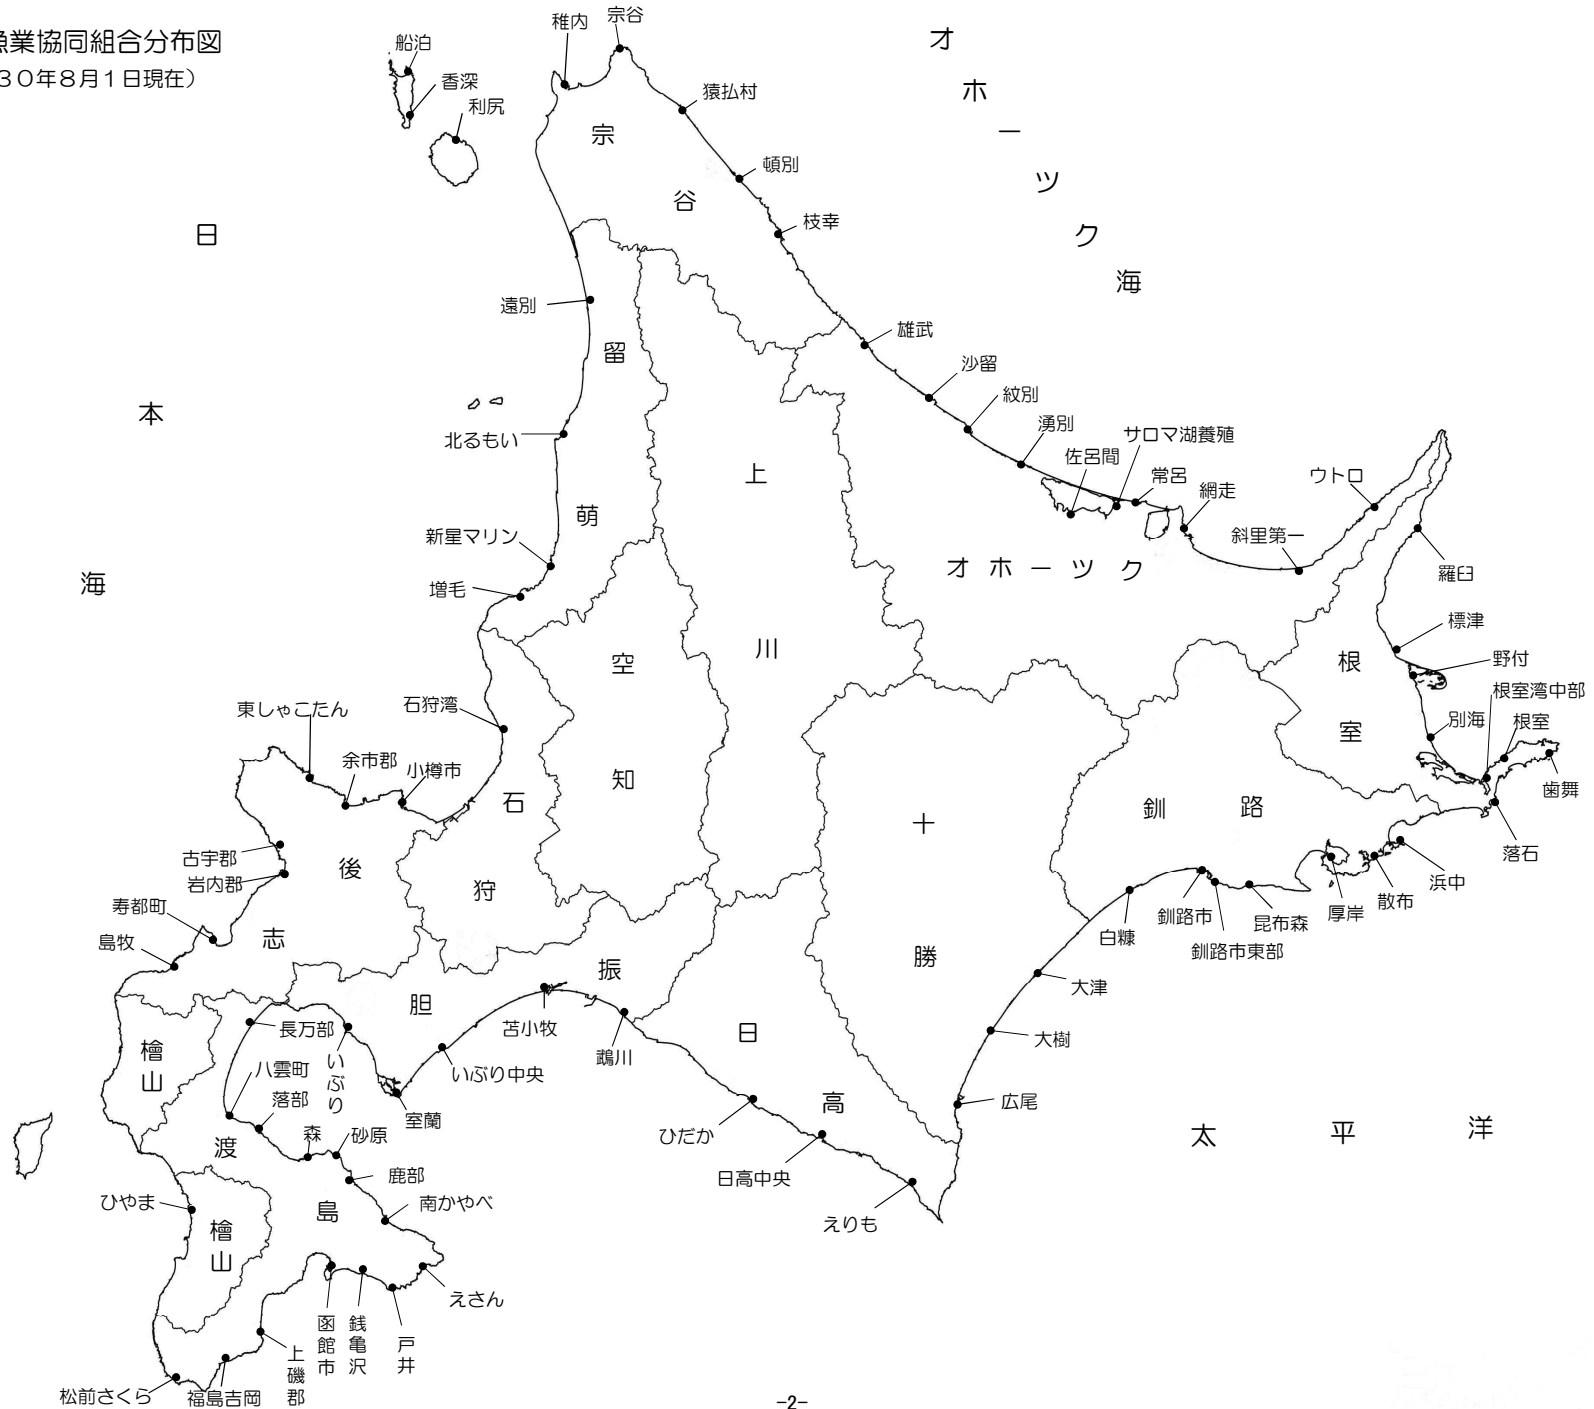 漁業協同組合分布図
30年8月1日現在）
オホーツク海
日本海
太平洋
宗谷
留萌
上川
空知
石狩
後志
檜山
渡島
檜山
胆振
日高
十勝
釧路
根室
オホーツク
船泊
香深
利尻
稚内
宗谷
猿払村
頓別
枝幸
雄武
沙留
紋別
湧別
佐呂間
サロマ湖養殖
常呂
網走
斜里第一
ウトロ
羅臼
標津
野付
別海
根室湾中部
根室
歯舞
落石
浜中
散布
厚岸
昆布森
釧路市東部
釧路市
白糠
大津
大樹
広尾
えりも
日高中央
ひだか
鵡川
苫小牧
いぶり中央
室蘭
いぶり
長万部
八雲町
落部
森
砂原
鹿部
南かやべ
えさん
戸井
銭亀沢
函館市
上磯郡
福島吉岡
松前さくら
ひやま
島牧
寿都町
岩内郡
古宇郡
東しゃこたん
余市郡
小樽市
石狩湾
増毛
新星マリン
北るもい
遠別
-2-